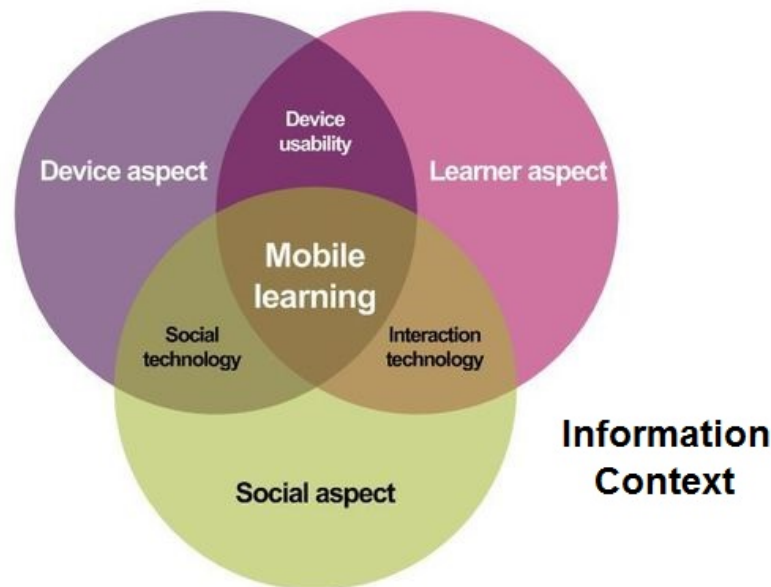 Device
usability
Device aspect
Learner aspect
Mobile
learning
Social
technology
Interaction
technology
Information
Context
Social aspect